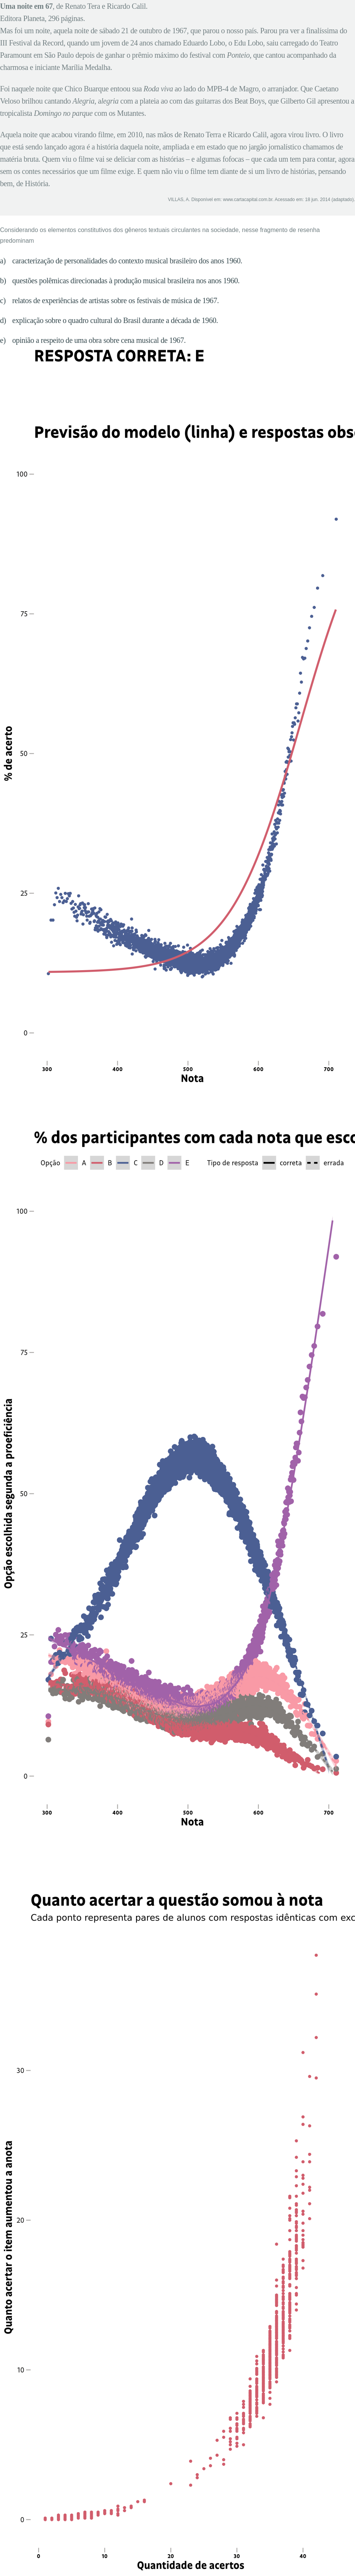 Uma noite em 67, de Renato Tera e Ricardo Calil.
Editora Planeta, 296 páginas.
Mas foi um noite, aquela noite de sábado 21 de outubro de 1967, que parou o nosso país. Parou pra ver a finalíssima do
III Festival da Record, quando um jovem de 24 anos chamado Eduardo Lobo, o Edu Lobo, saiu carregado do Teatro
Paramount em São Paulo depois de ganhar o prêmio máximo do festival com Ponteio, que cantou acompanhado da
charmosa e iniciante Marília Medalha.
Foi naquele noite que Chico Buarque entoou sua Roda viva ao lado do MPB-4 de Magro, o arranjador. Que Caetano
Veloso brilhou cantando Alegria, alegria com a plateia ao com das guitarras dos Beat Boys, que Gilberto Gil apresentou a
tropicalista Domingo no parque com os Mutantes.
Aquela noite que acabou virando filme, em 2010, nas mãos de Renato Terra e Ricardo Calil, agora virou livro. O livro
que está sendo lançado agora é a história daquela noite, ampliada e em estado que no jargão jornalístico chamamos de
matéria bruta. Quem viu o filme vai se deliciar com as histórias – e algumas fofocas – que cada um tem para contar, agora
sem os contes necessários que um filme exige. E quem não viu o filme tem diante de si um livro de histórias, pensando
bem, de História.
VILLAS, A. Disponível em: www.cartacapital.com.br. Acessado em: 18 jun. 2014 (adaptado).
Considerando os elementos constitutivos dos gêneros textuais circulantes na sociedade, nesse fragmento de resenha
predominam
a) caracterização de personalidades do contexto musical brasileiro dos anos 1960.
b) questões polêmicas direcionadas à produção musical brasileira nos anos 1960.
c) relatos de experiências de artistas sobre os festivais de música de 1967.
d) explicação sobre o quadro cultural do Brasil durante a década de 1960.
e) opinião a respeito de uma obra sobre cena musical de 1967.
RESPOSTA CORRETA: E
Previsão do modelo (linha) e respostas obs
100
75
50
25
0
% de acerto
300 400 500 600 700
Nota
% dos participantes com cada nota que esco
Opção A B C D E Tipo de resposta correta errada
100
75
50
25
0
Opção escolhida segunda a proeficiência
300 400 500 600 700
Nota
Quanto acertar a questão somou à nota
Cada ponto representa pares de alunos com respostas idênticas com exc
30
20
10
0
Quanto acertar o item aumentou a anota
0 10 20 30 40
Quantidade de acertos